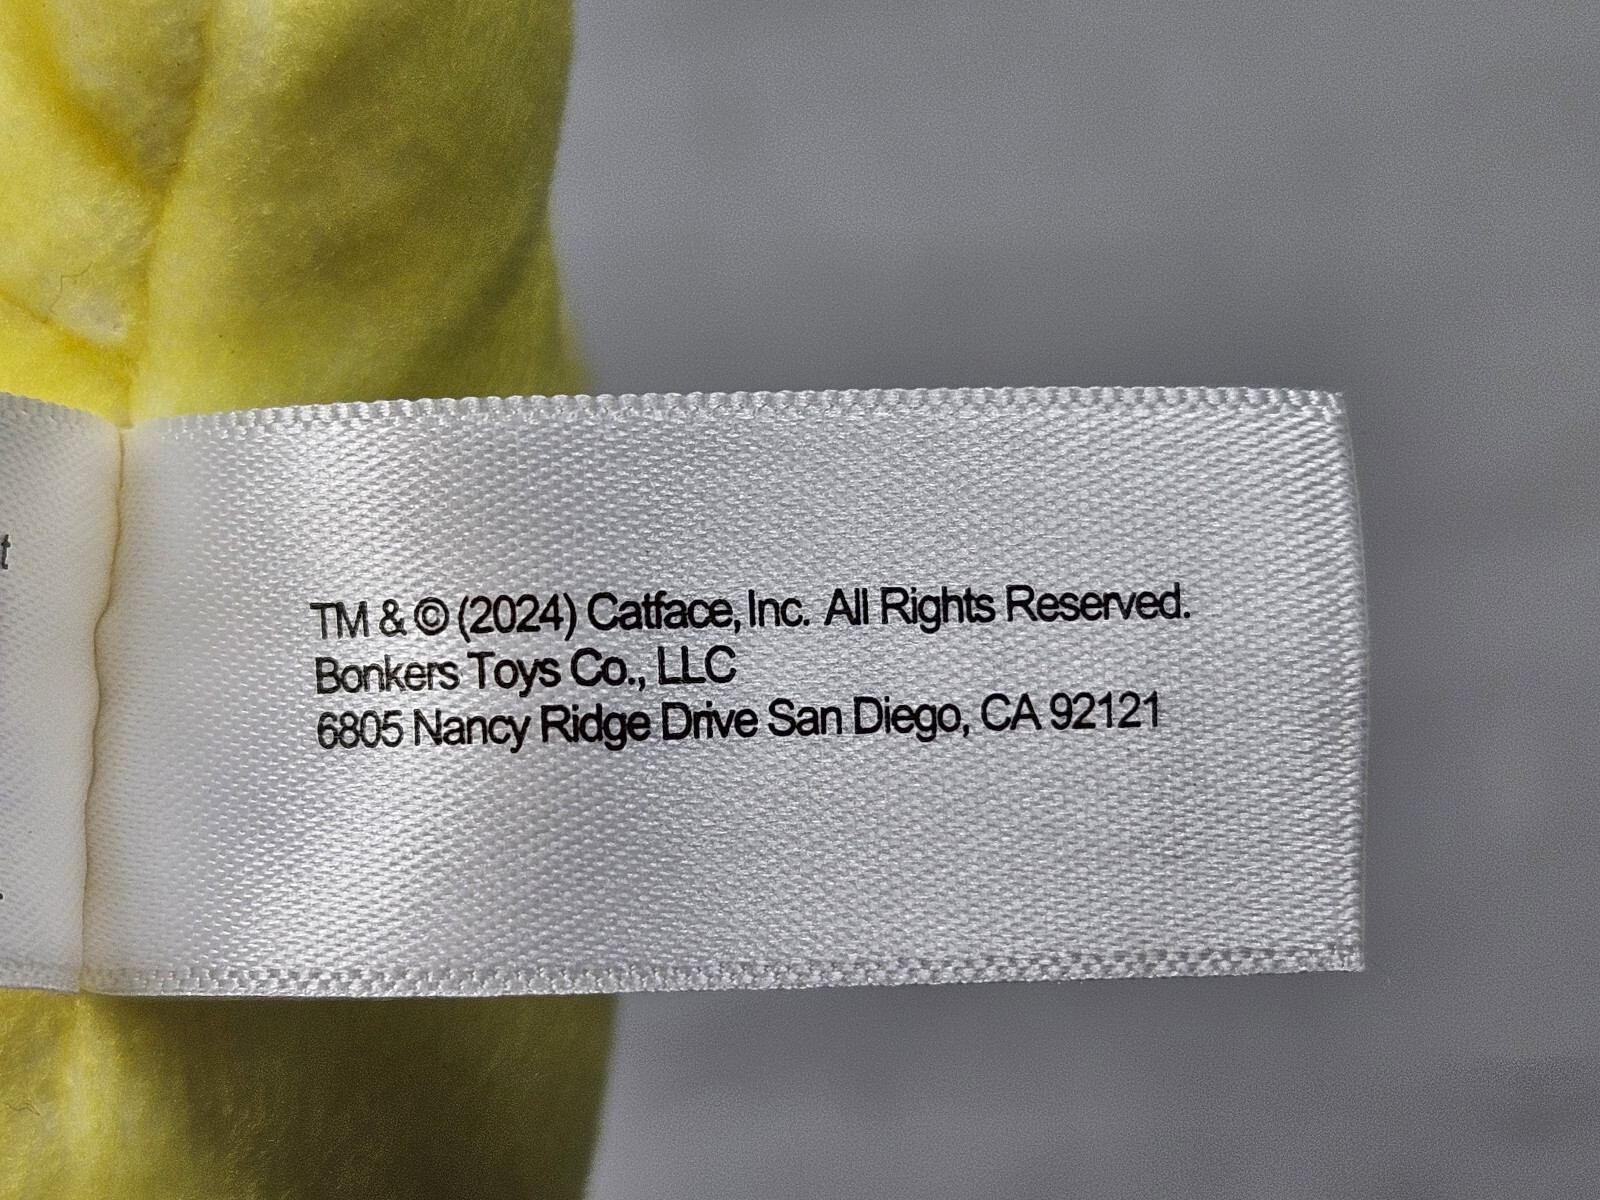 t
TM & © (2024) Catface, Inc. All Rights Reserved.
Bonkers Toys Co., LLC
6805 Nancy Ridge Drive San Diego, CA 92121